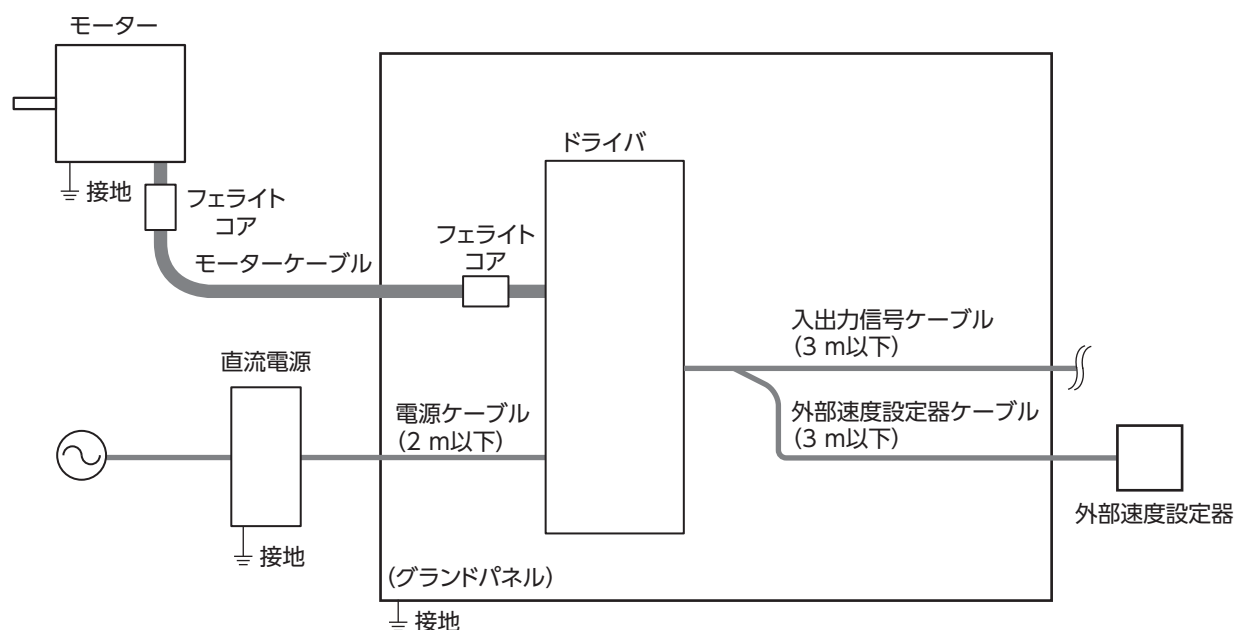 モーター
接地
フェライト
コア
モーターケーブル
ドライバ
フェライト
コア
入出力信号ケーブル
(3 m以下)
直流電源
電源ケーブル
(2 m以下)
外部速度設定器ケーブル
(3 m以下)
外部速度設定器
接地
(グランドパネル)
接地